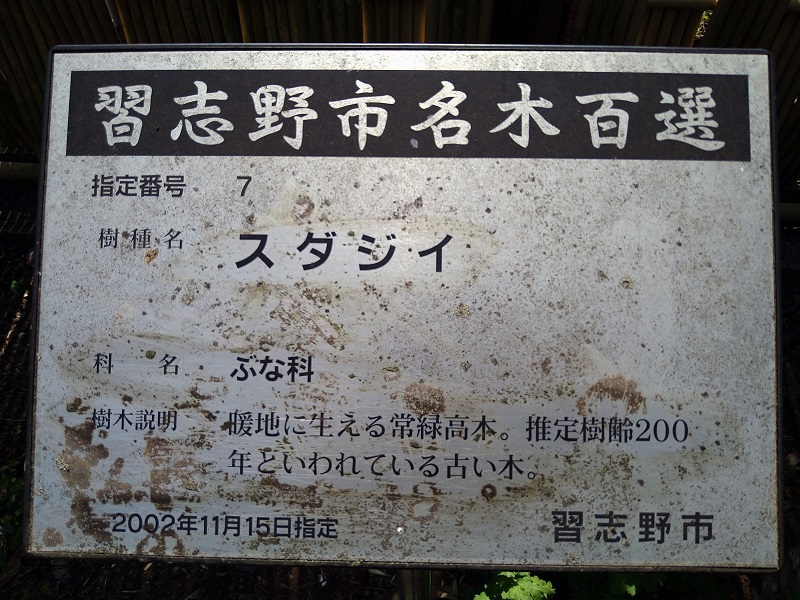 習志野市名木百選
指定番号 7
樹種名 スダジイ
科名 ぶな科
樹木説明 暖地に生える常緑高木。推定樹齢200
年といわれている古い木。
2002年11月15日指定 習志野市